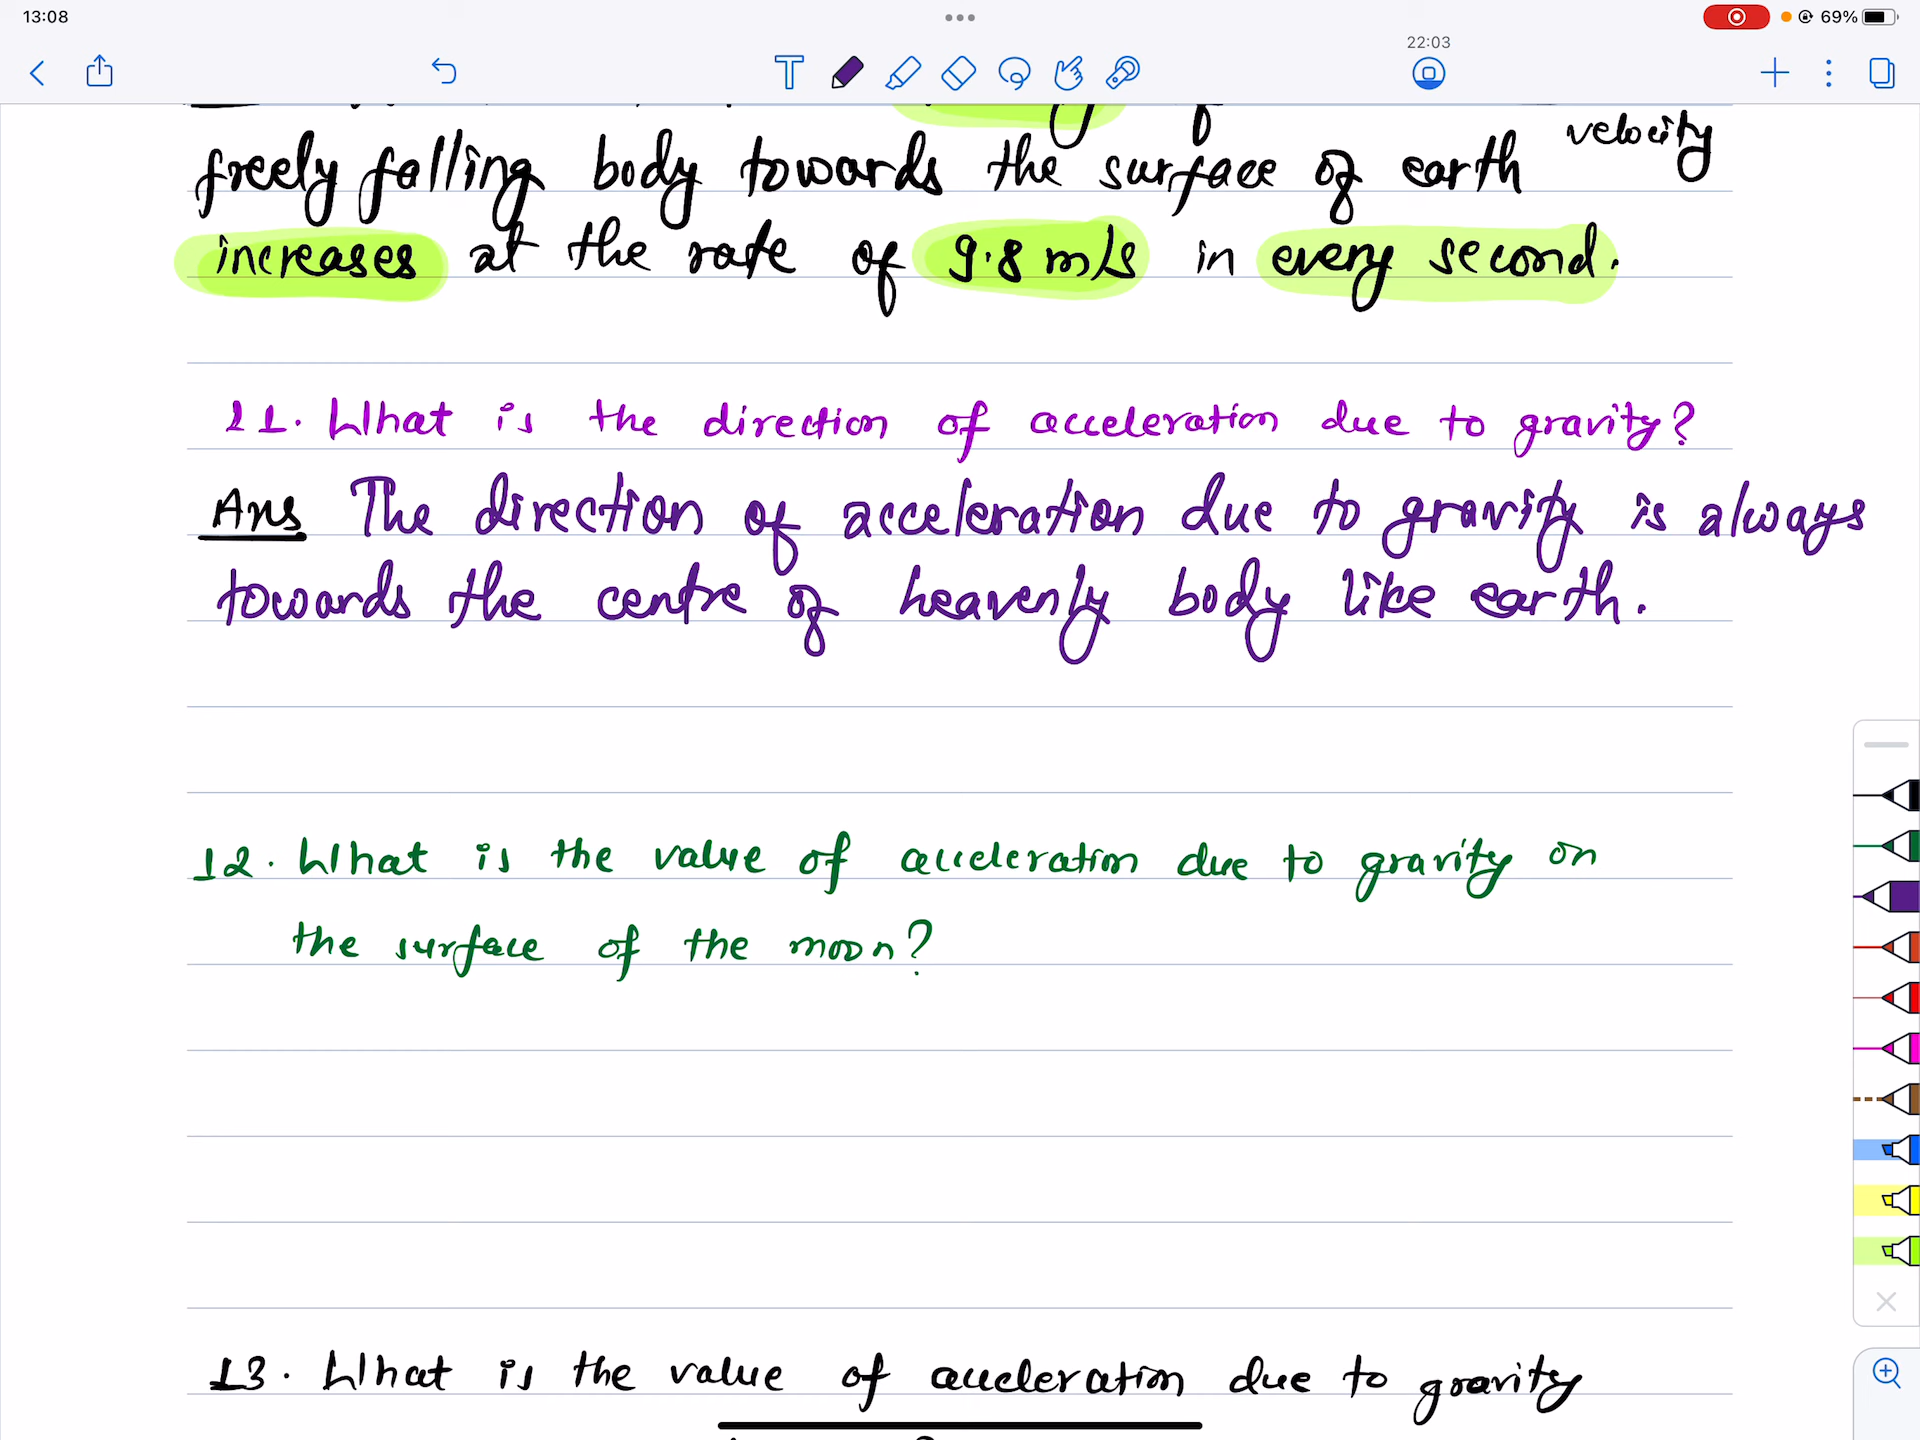 13:08
69%
22:03
velocity
freely falling body towards the surface of earth
increases at the rate of 9.8 m/s in every second.
11. What is the direction of acceleration due to gravity?
Ans The direction of acceleration due to gravity is always
towards the centre of heavenly body like earth.
12. What is the value of acceleration due to gravity on
the surface of the moon?
13. What is the value of acceleration due to gravity